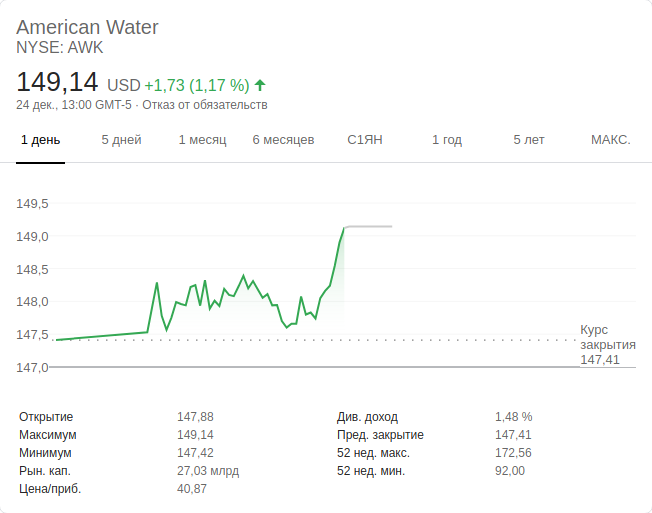 American Water
NYSE: AWK
149,14 USD +1,73 (1,17 %)
24 дек., 13:00 GMT-5 · Отказ от обязательств
1 день 5 дней 1 месяц 6 месяцев С1ЯН 1 год 5 лет МАКС.
149,5
149,0
148,5
148,0
147,5
147,0
Курс
закрытия
147,41
Открытие 147,88 Див. доход 1,48 %
Максимум 149,14 Пред. закрытие 147,41
Минимум 147,42 52 нед. макс. 172,56
Рын. кап. 27,03 млрд 52 нед. мин. 92,00
Цена/приб. 40,87